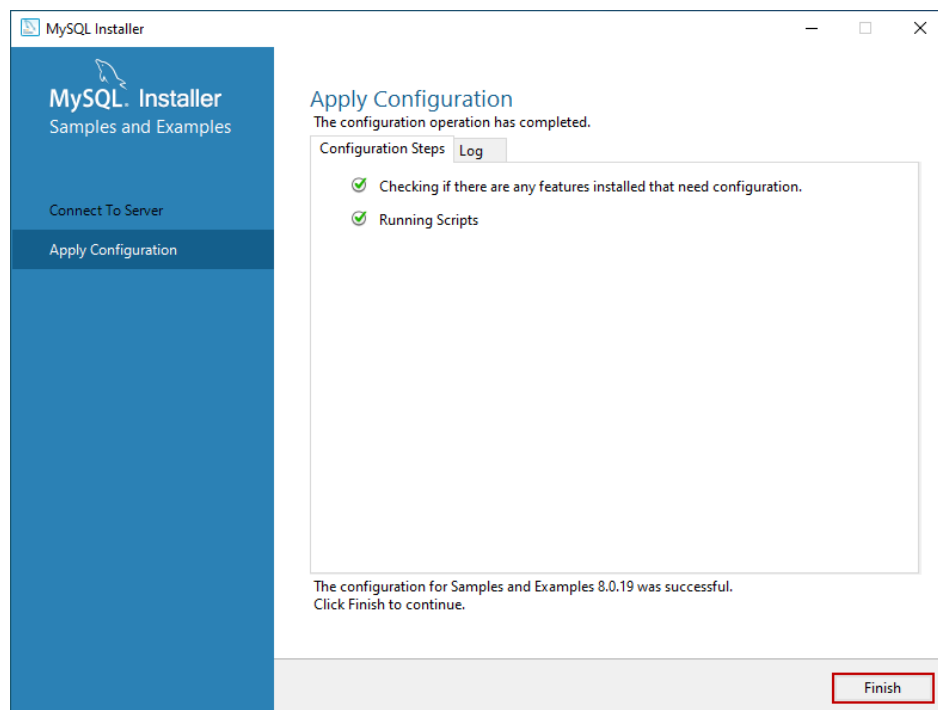 MySQL Installer
MySQL. Installer
Samples and Examples
Connect To Server
Apply Configuration
Apply Configuration
The configuration operation has completed.
Configuration Steps Log
Checking if there are any features installed that need configuration.
Running Scripts
The configuration for Samples and Examples 8.0.19 was successful.
Click Finish to continue.
Finish